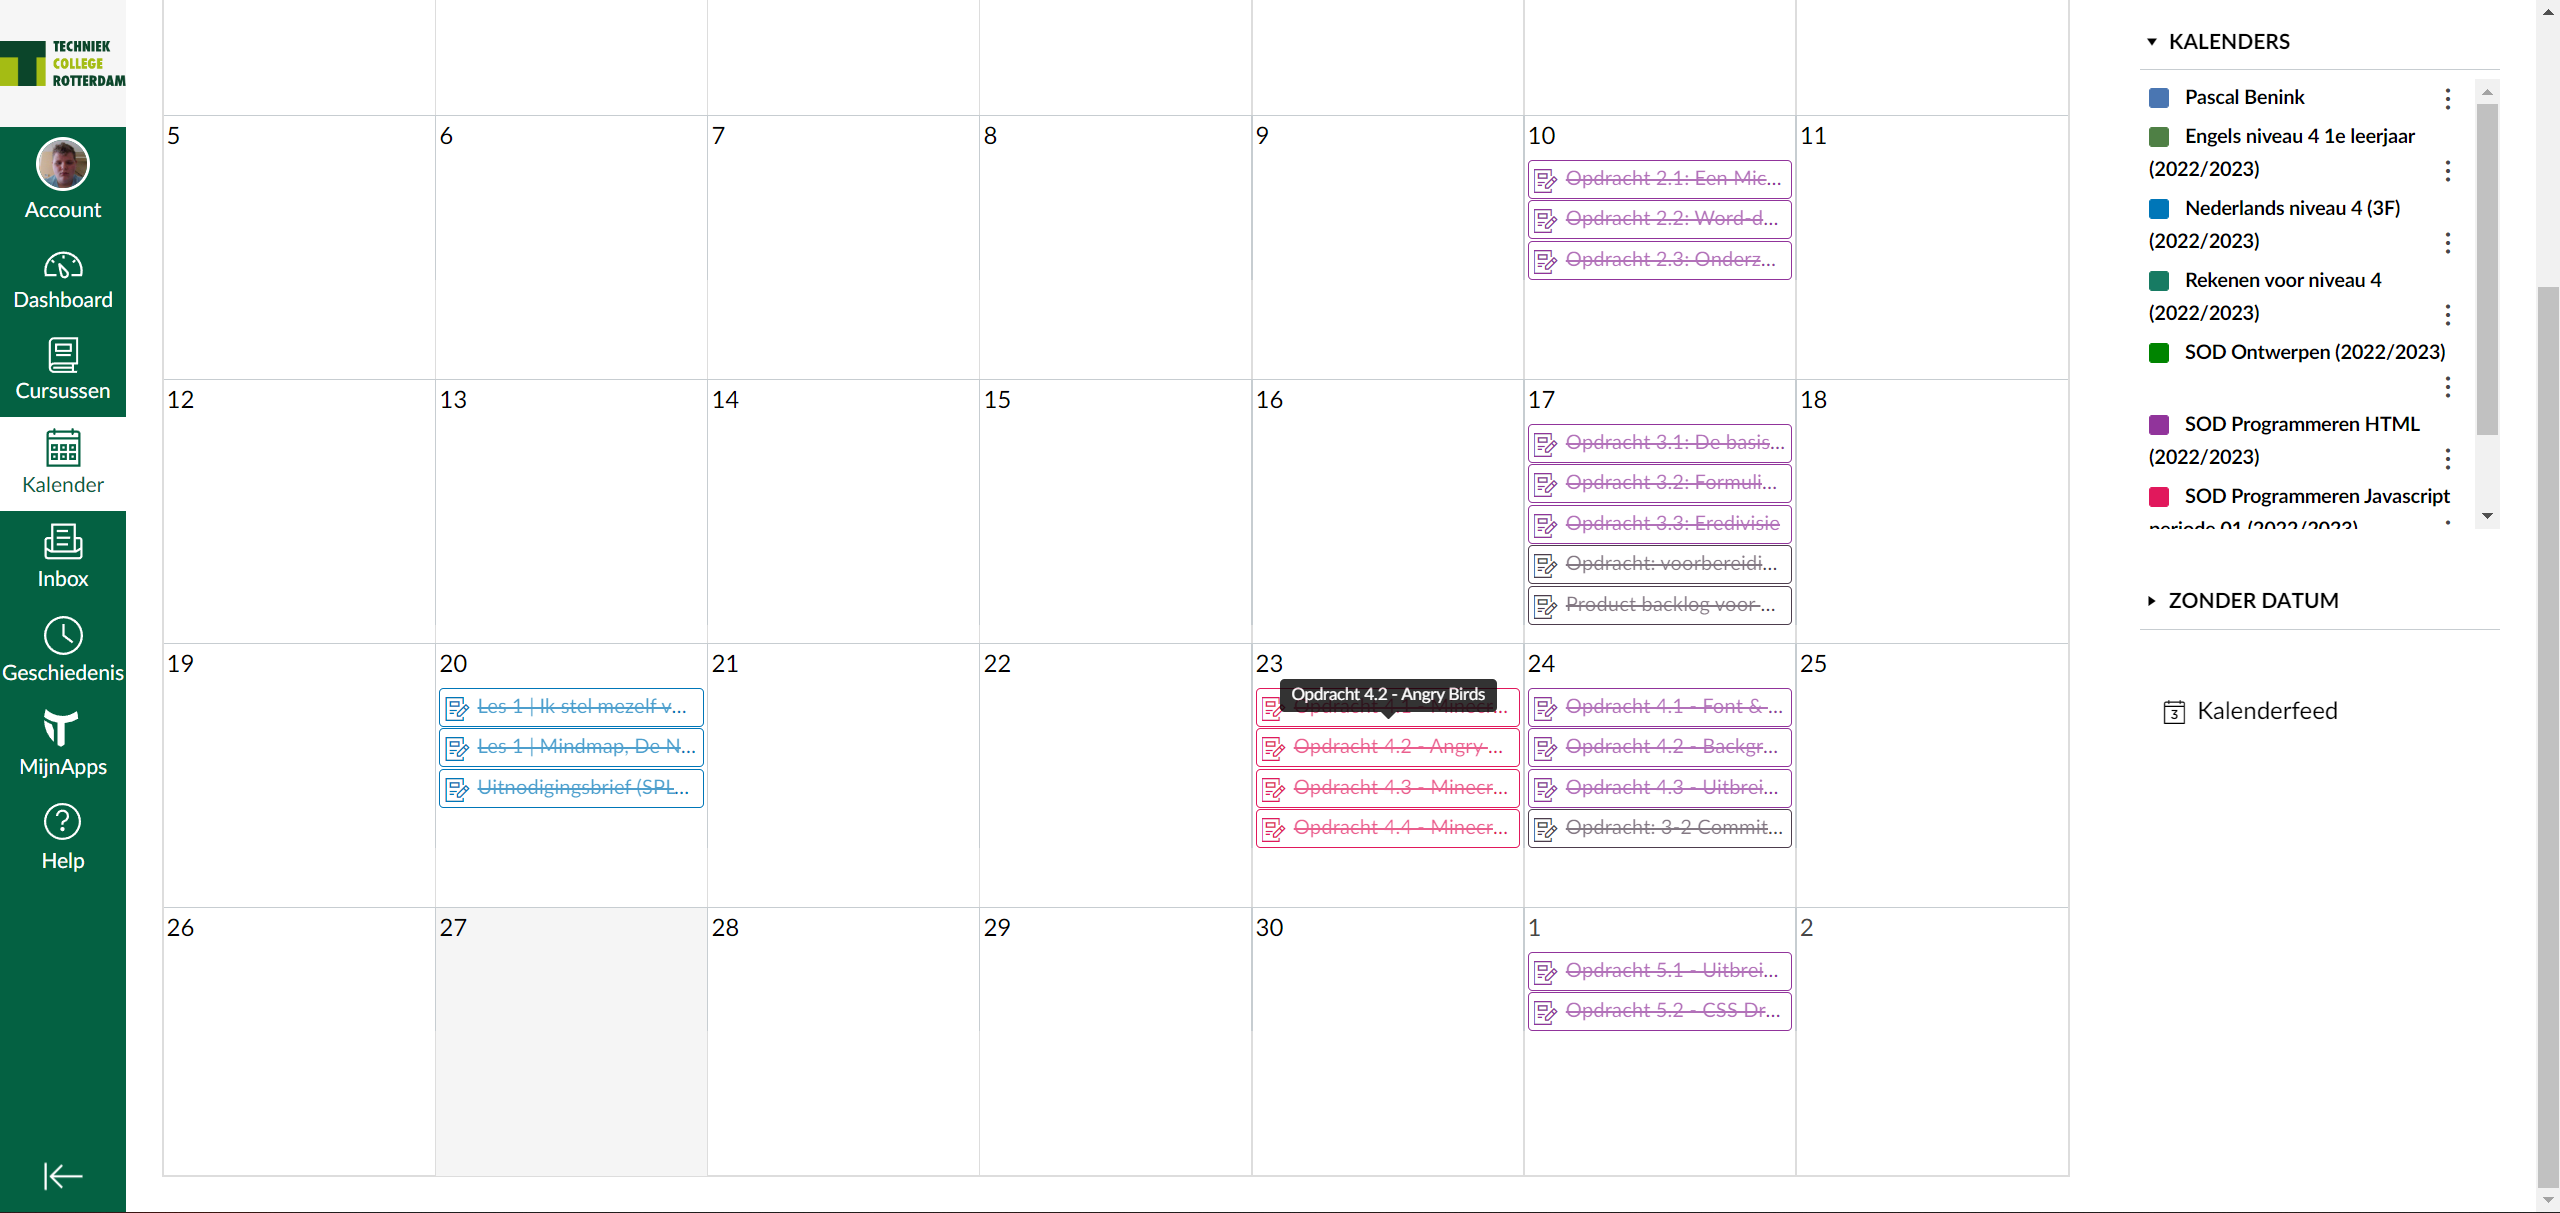 TECHNIEK
COLLEGE
ROTTERDAM
Account
Dashboard
Cursussen
Kalender
Inbox
Geschiedenis
MijnApps
Help
5
6
7
8
9
10
11
Opdracht 2.1: Een Mic...
Opdracht 2.2: Word-d...
Opdracht 2.3: Onderz...
12
13
14
15
16
17
18
Opdracht 3.1: De basis...
Opdracht 3.2: Formuli...
Opdracht 3.3: Eredivisie
Opdracht: voorbereidi...
Product backlog voor ...
19
20
21
22
23
24
25
Les 1 | Ik stel mezelf v...
Les 1 | Mindmap, De N...
Uitnodigingsbrief (SPL...
Opdracht 4.2 - Angry Birds
Opdracht 4.2 - Angry ...
Opdracht 4.3 - Minecr...
Opdracht 4.4 - Minecr...
Opdracht 4.1 - Font & ...
Opdracht 4.2 - Backgr...
Opdracht 4.3 - Uitbrei...
Opdracht: 3-2 Commit...
26
27
28
29
30
1
2
Opdracht 5.1 - Uitbrei...
Opdracht 5.2 - CSS Dr...
KALENDERS
Pascal Benink
Engels niveau 4 1e leerjaar
(2022/2023)
Nederlands niveau 4 (3F)
(2022/2023)
Rekenen voor niveau 4
(2022/2023)
SOD Ontwerpen (2022/2023)
SOD Programmeren HTML
(2022/2023)
SOD Programmeren Javascript
periode 01 (2022/2023)
ZONDER DATUM
3
Kalenderfeed